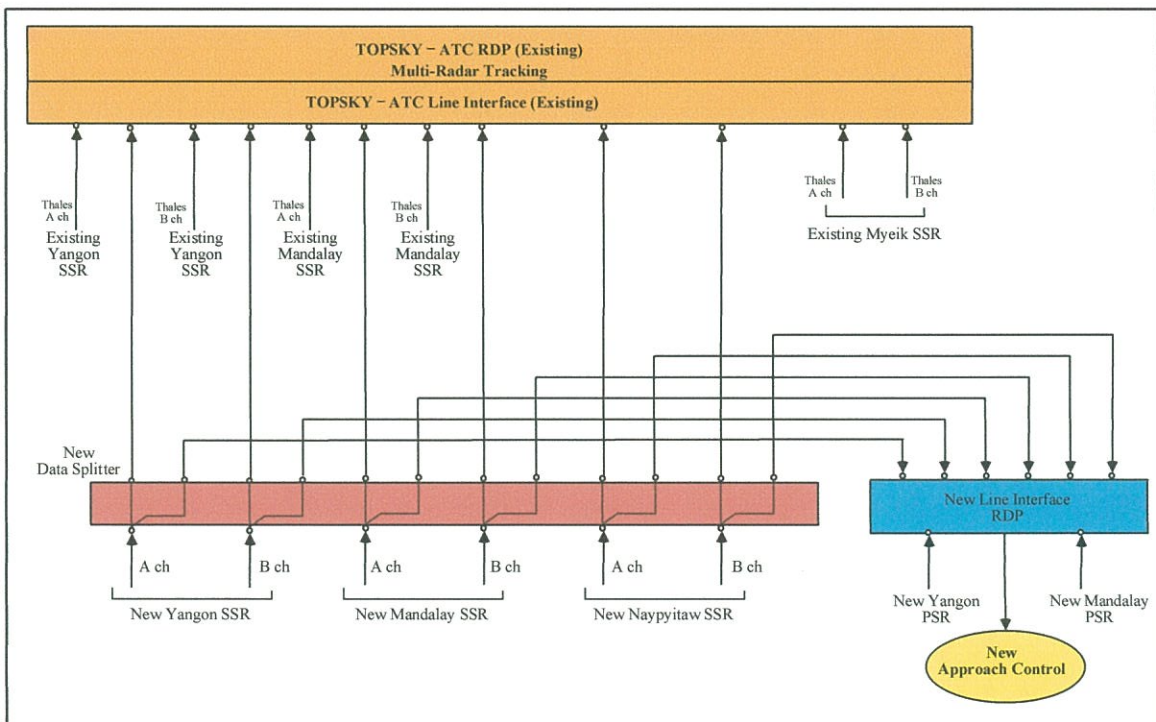 TOPSKY – ATC RDP (Existing)
Multi-Radar Tracking
TOPSKY – ATC Line Interface (Existing)
Thales
A ch
Existing
Yangon
SSR
Thales
B ch
Existing
Yangon
SSR
Thales
A ch
Existing
Mandalay
SSR
Thales
B ch
Existing
Mandalay
SSR
Thales
A ch
Thales
B ch
Existing Myeik SSR
New
Data Splitter
New Line Interface
RDP
A ch
B ch
New Yangon SSR
A ch
B ch
New Mandalay SSR
A ch
B ch
New Naypyitaw SSR
New Yangon
PSR
New Mandalay
PSR
New
Approach Control